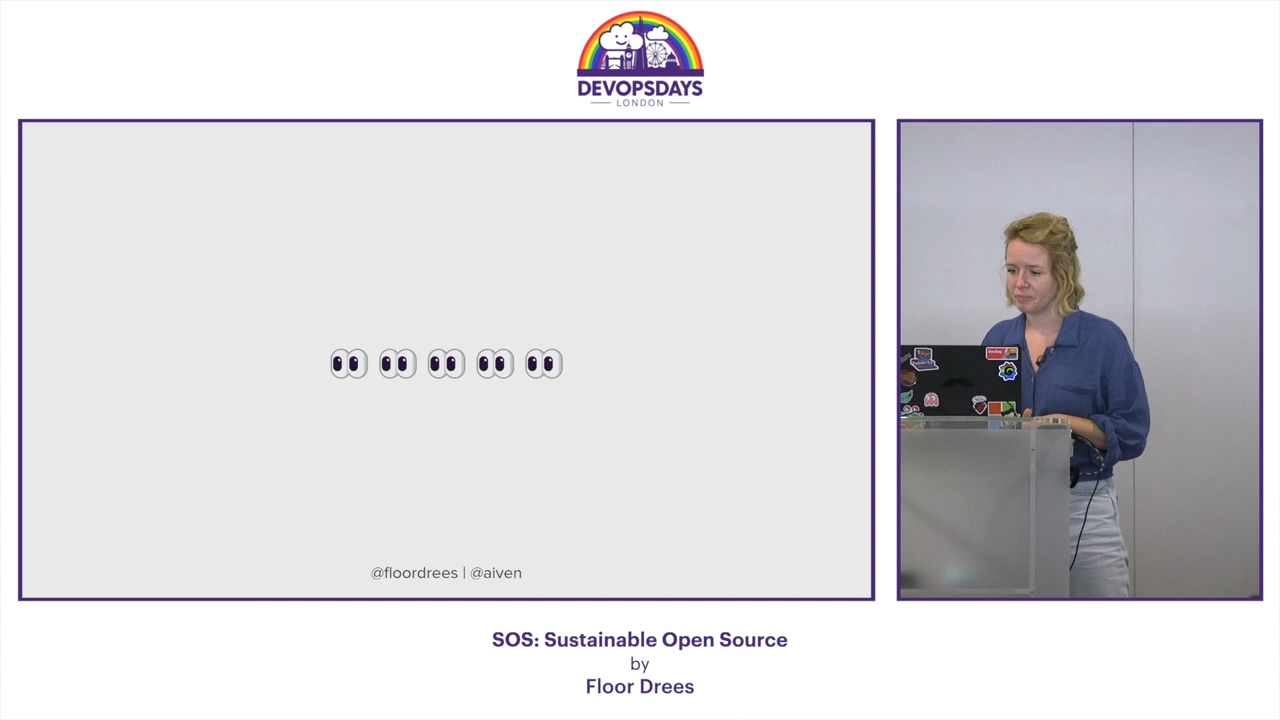 DEVOPSDAYS
LONDON
👀 👀 👀 👀 👀
@floordrees | @aiven
SOS: Sustainable Open Source
by
Floor Drees